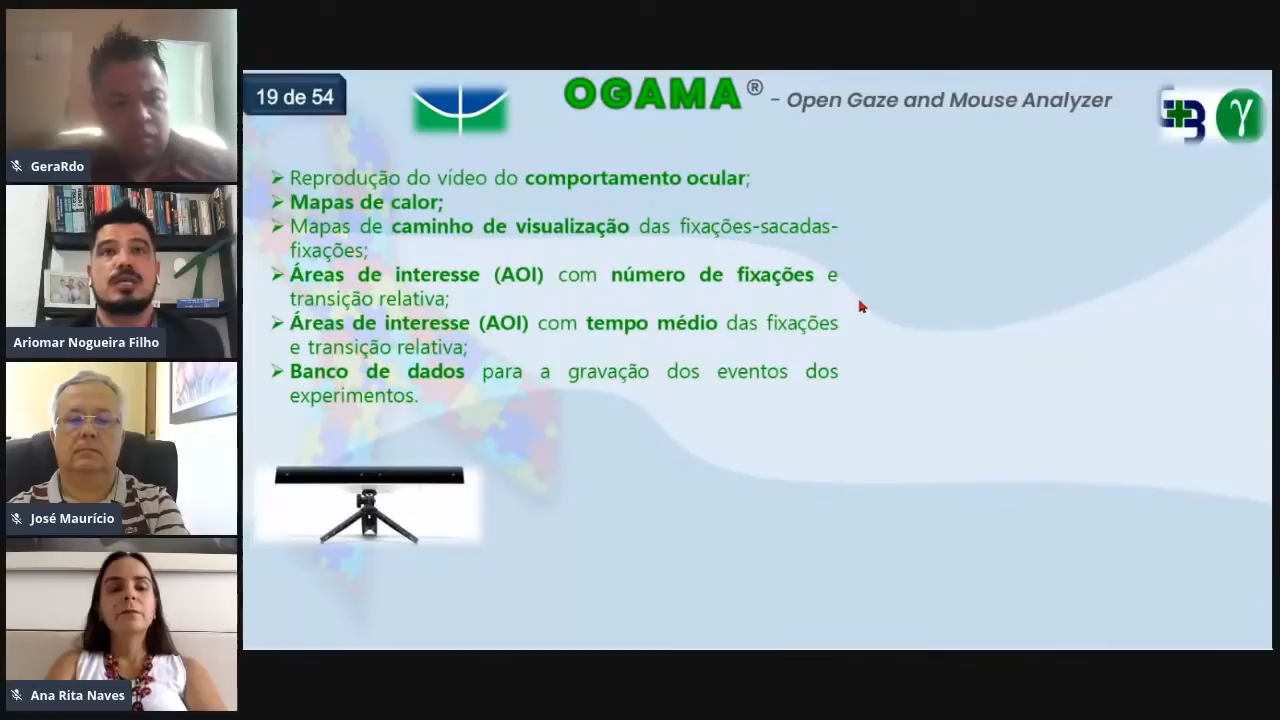 GeraRdo
Ariomar Nogueira Filho
José Maurício
Ana Rita Naves
19 de 54
OGAMA® - Open Gaze and Mouse Analyzer
B γ
➢ Reprodução do vídeo do comportamento ocular;
➢ Mapas de calor;
➢ Mapas de caminho de visualização das fixações-sacadas-
fixações;
➢ Áreas de interesse (AOI) com número de fixações e
transição relativa;
➢ Áreas de interesse (AOI) com tempo médio das fixações
e transição relativa;
➢ Banco de dados para a gravação dos eventos dos
experimentos.